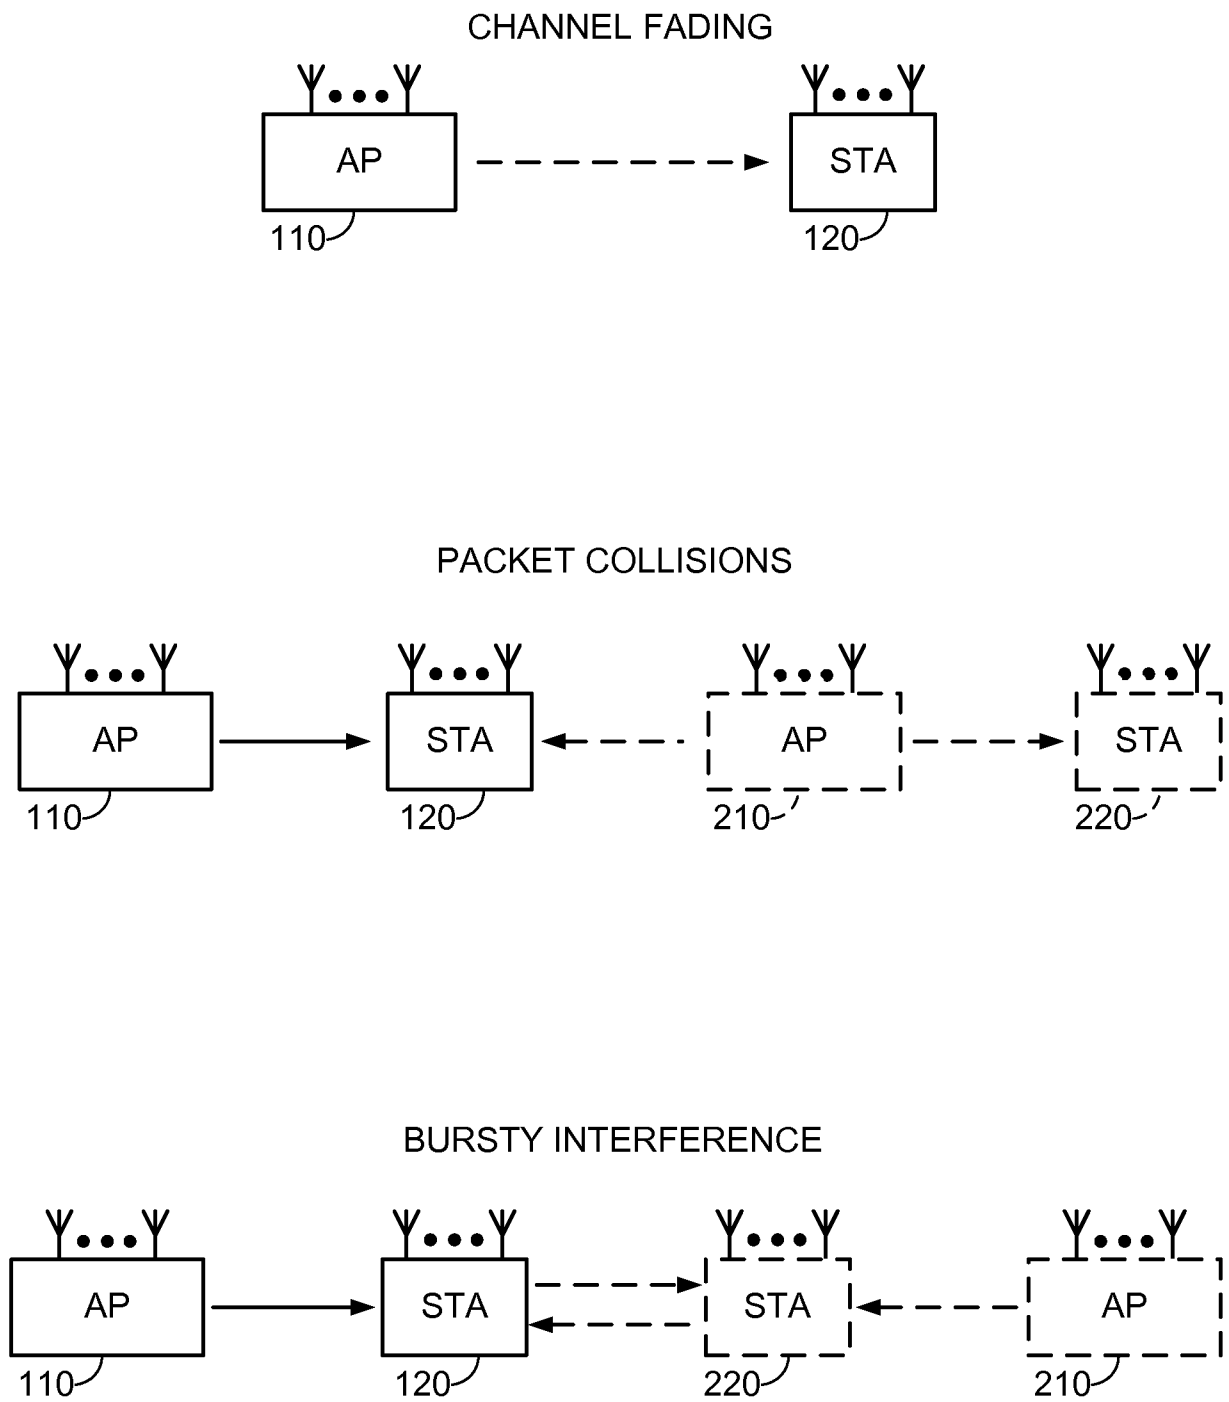 CHANNEL FADING
AP STA
110 120
PACKET COLLISIONS
AP STA AP STA
110 120 210 220
BURSTY INTERFERENCE
AP STA STA AP
110 120 220 210